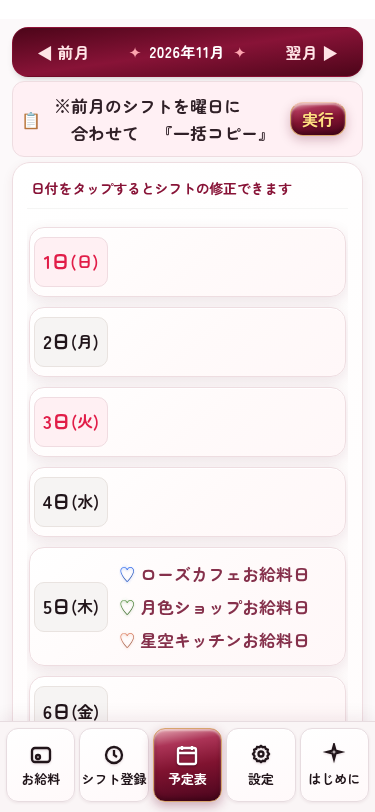 ◀ 前月 ✦ 2026年11月 ✦ 翌月 ▶
📋 ※前月のシフトを曜日に
合わせて　『一括コピー』
実行
日付をタップするとシフトの修正できます
1日(日)
2日(月)
3日(火)
4日(水)
5日(木)
♡ ローズカフェお給料日
♡ 月色ショップお給料日
♡ 星空キッチンお給料日
6日(金)
お給料 シフト登録 予定表 設定 はじめに